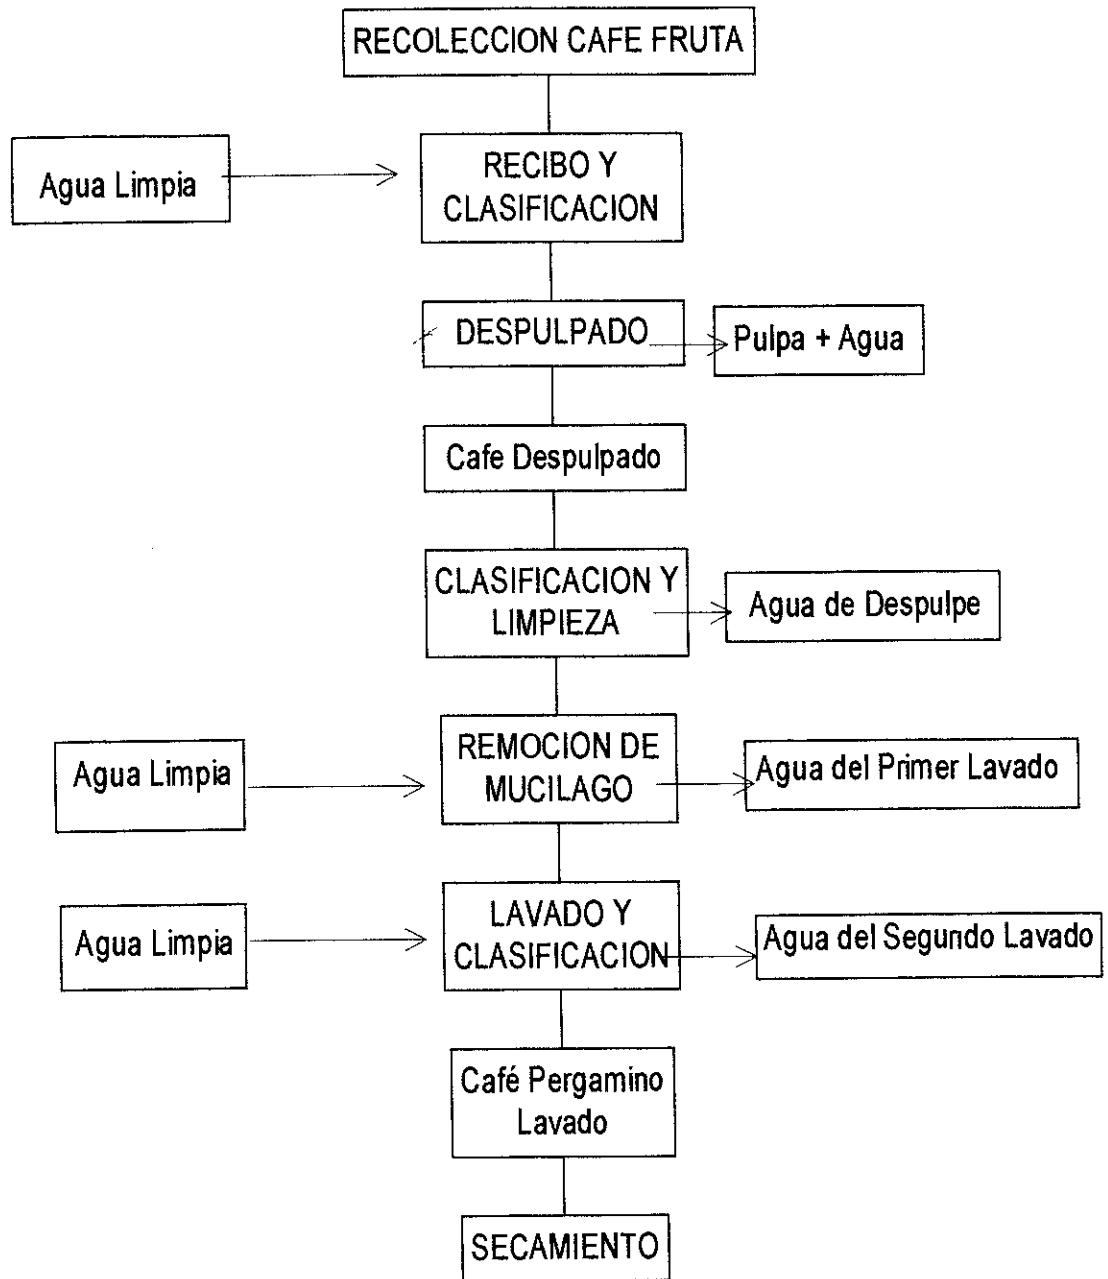 RECOLECCION CAFE FRUTA
Agua Limpia
RECIBO Y
CLASIFICACION
DESPULPADO
Pulpa + Agua
Cafe Despulpado
CLASIFICACION Y
LIMPIEZA
Agua de Despulpe
Agua Limpia
REMOCION DE
MUCILAGO
Agua del Primer Lavado
Agua Limpia
LAVADO Y
CLASIFICACION
Agua del Segundo Lavado
Café Pergamino
Lavado
SECAMIENTO